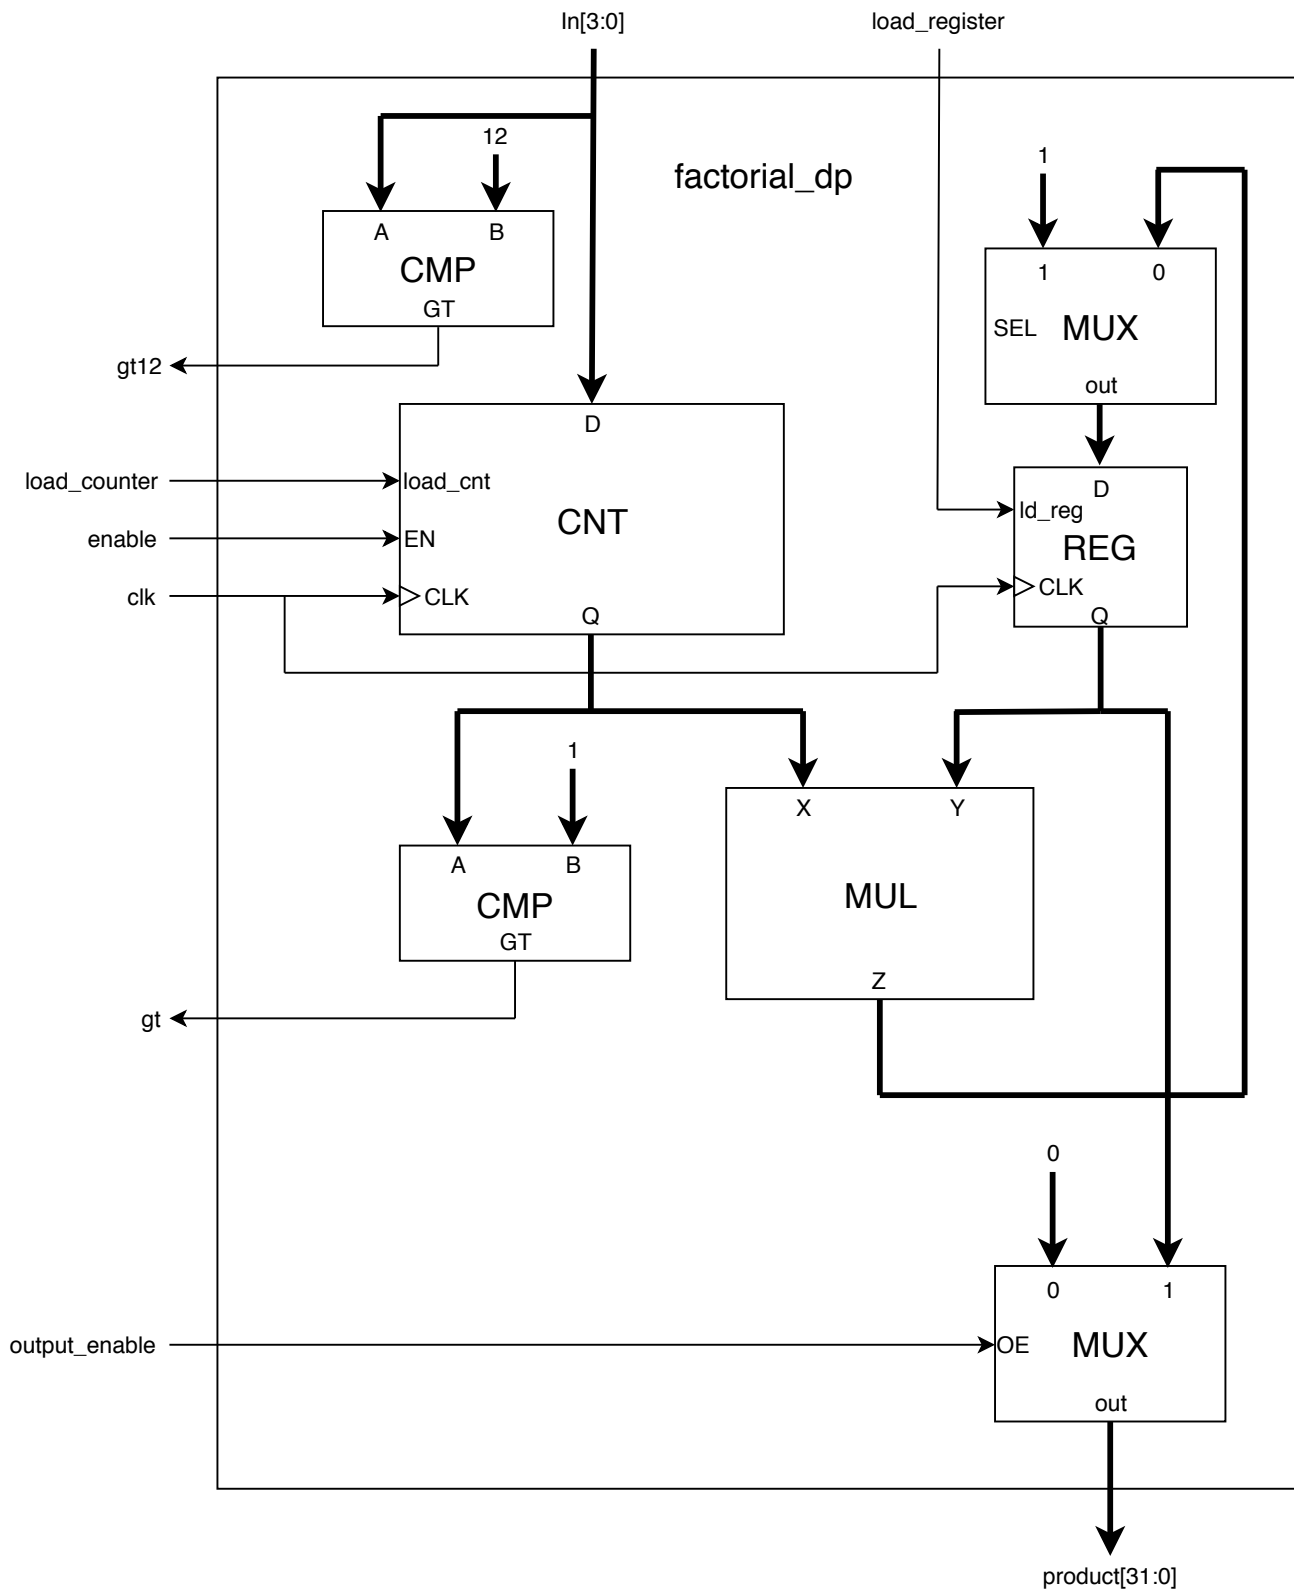 In[3:0]
load_register
12
factorial_dp
1
A
B
CMP
GT
1
0
SEL
MUX
out
gt12
D
load_counter
load_cnt
enable
EN
CNT
clk
CLK
Q
D
ld_reg
REG
CLK
Q
1
A
B
CMP
GT
X
Y
MUL
Z
gt
0
0
1
output_enable
OE
MUX
out
product[31:0]